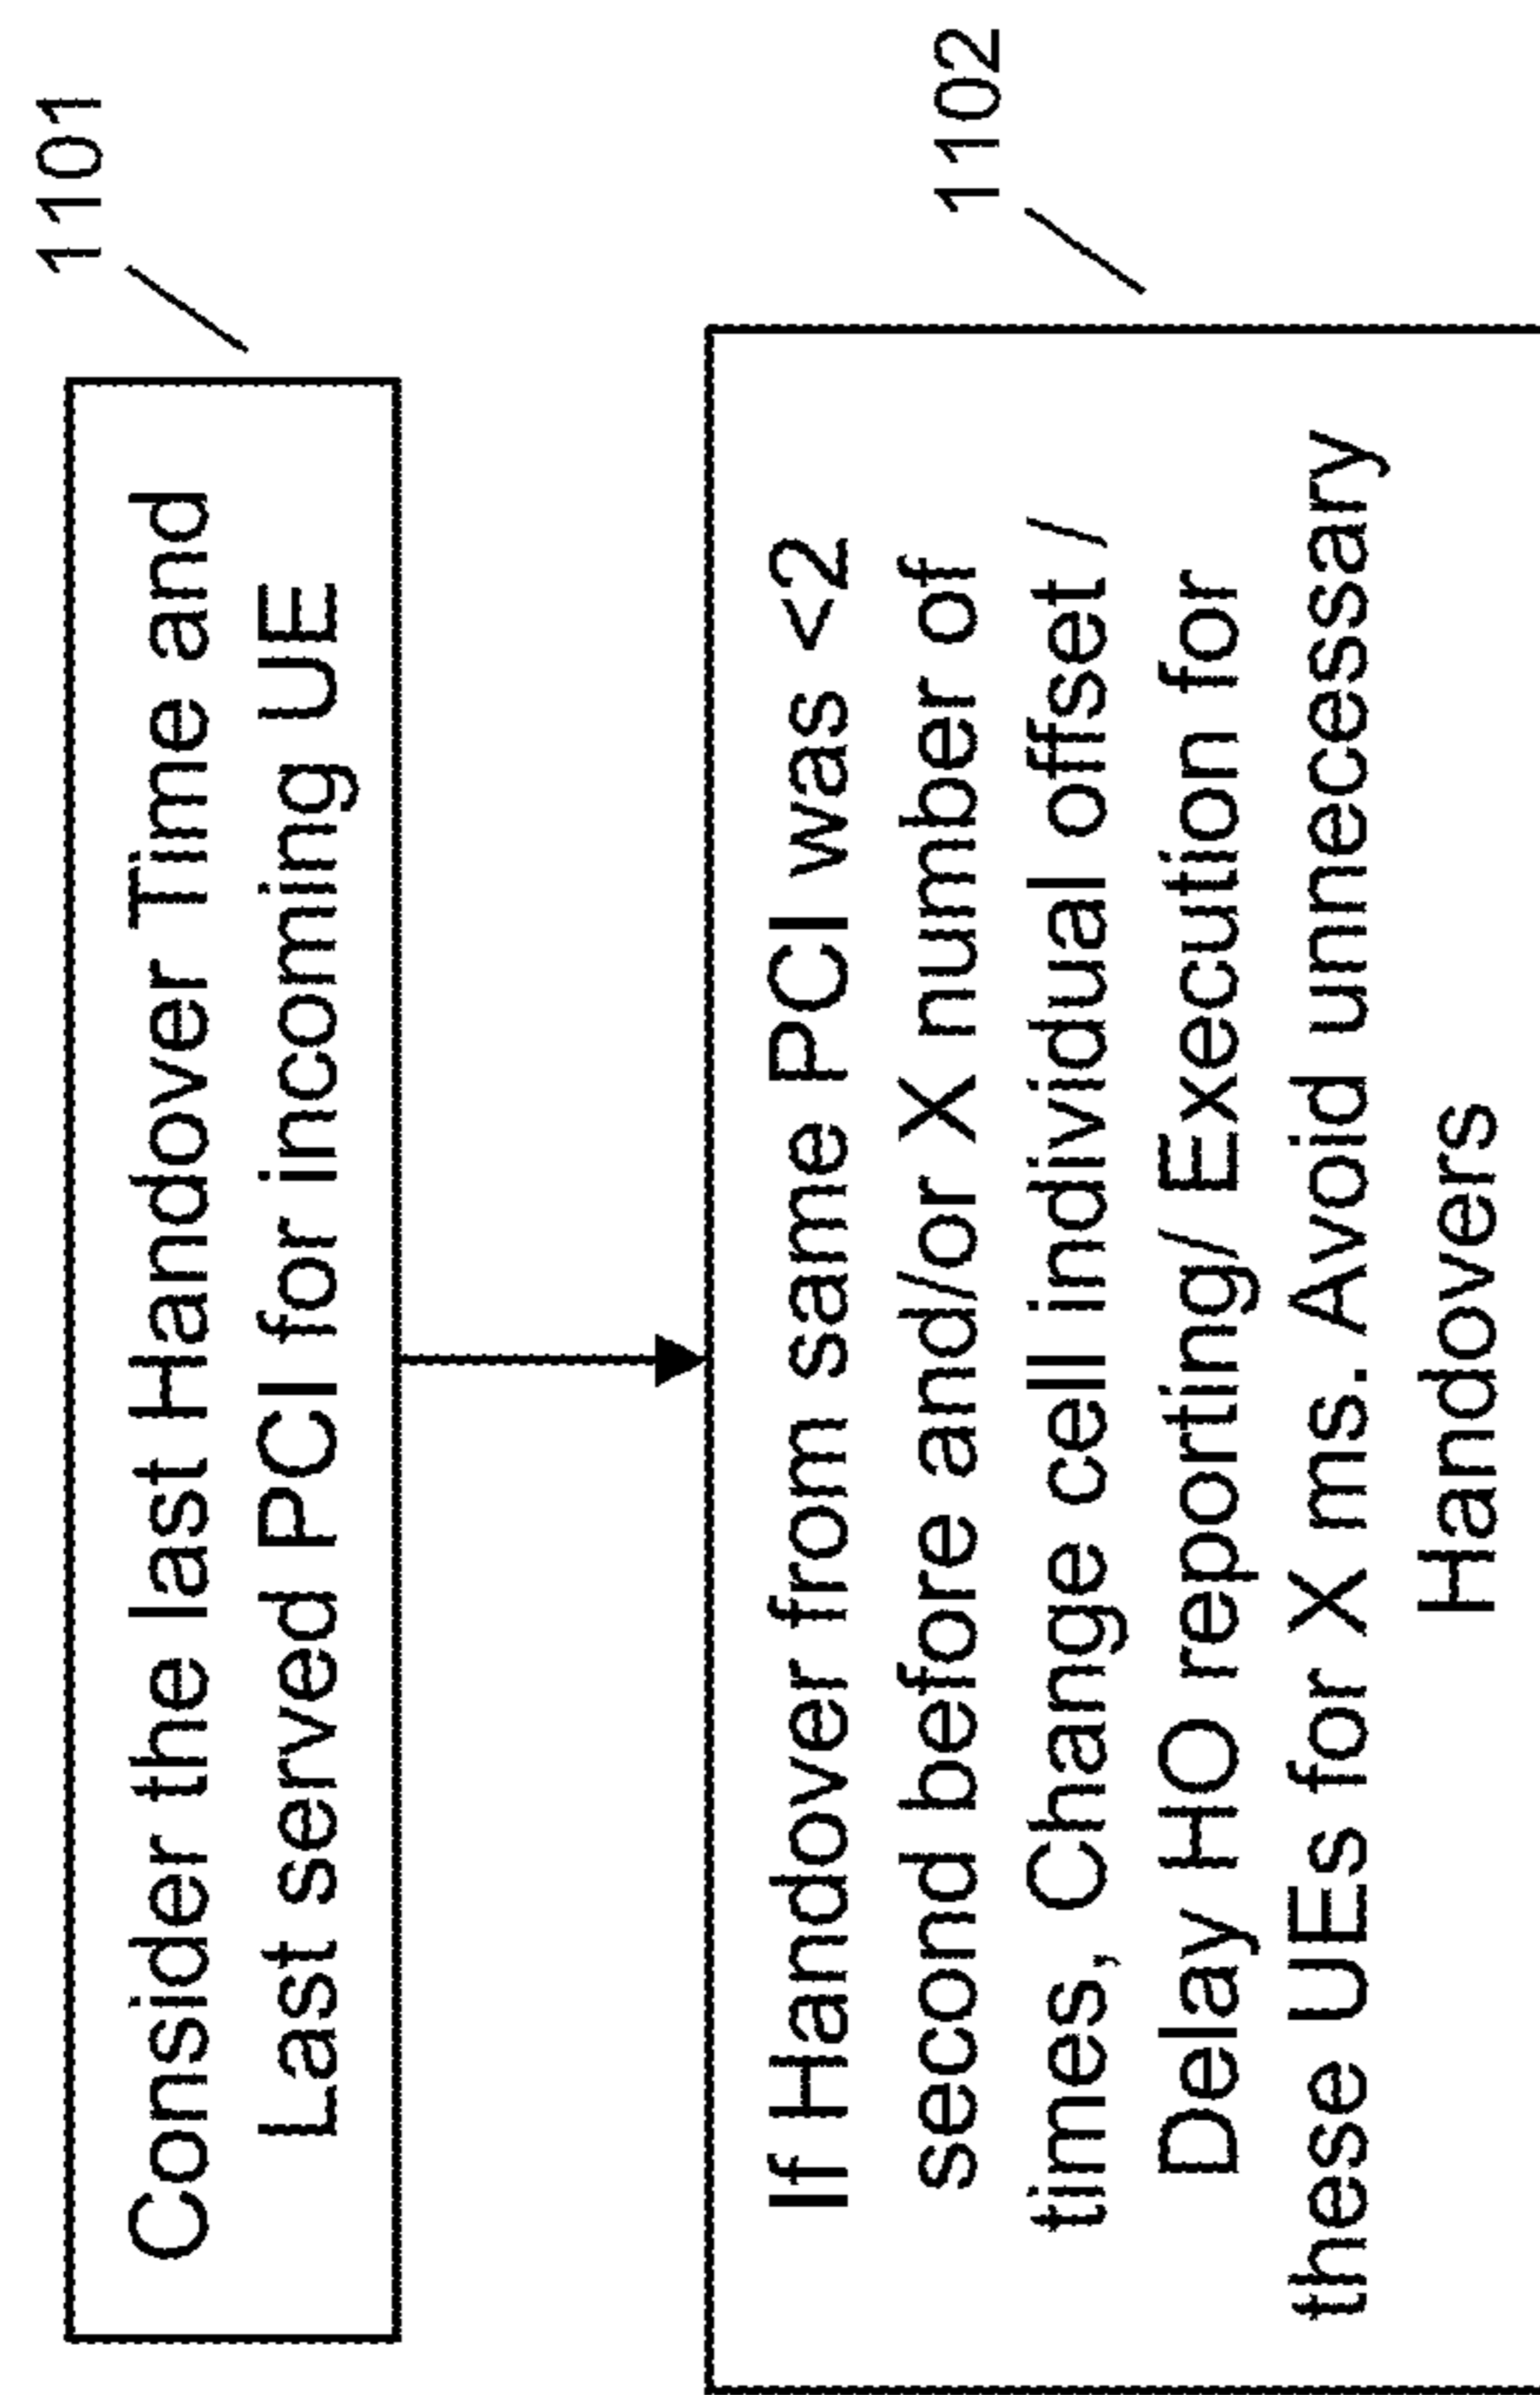 1101
Consider the last Handover Time and
Last served PCI for incoming UE
1102
If Handover from same PCI was <2
second before and/or X number of
times, Change cell individual offset /
Delay HO reporting/ Execution for
these UEs for X ms. Avoid unnecessary
Handovers